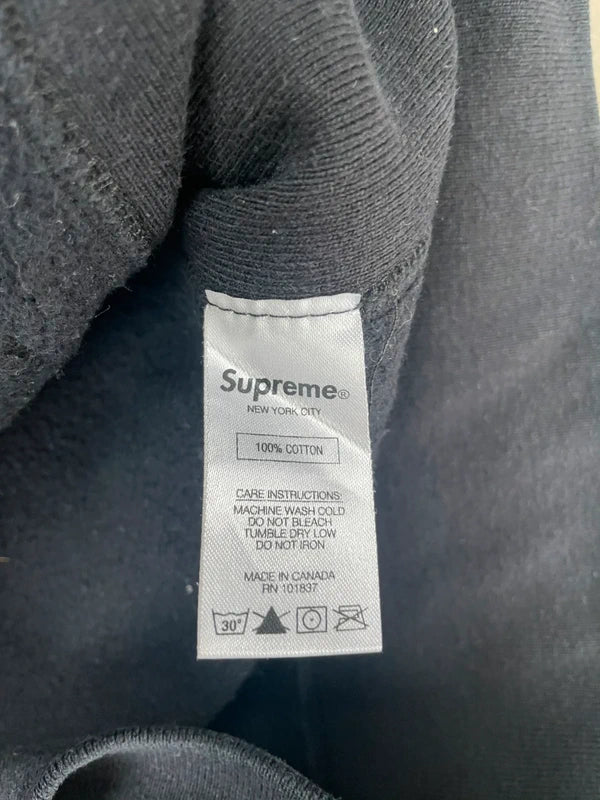 Supreme®
NEW YORK CITY
100% COTTON
CARE INSTRUCTIONS:
MACHINE WASH COLD
DO NOT BLEACH
TUMBLE DRY LOW
DO NOT IRON
MADE IN CANADA
RN 101837
30°